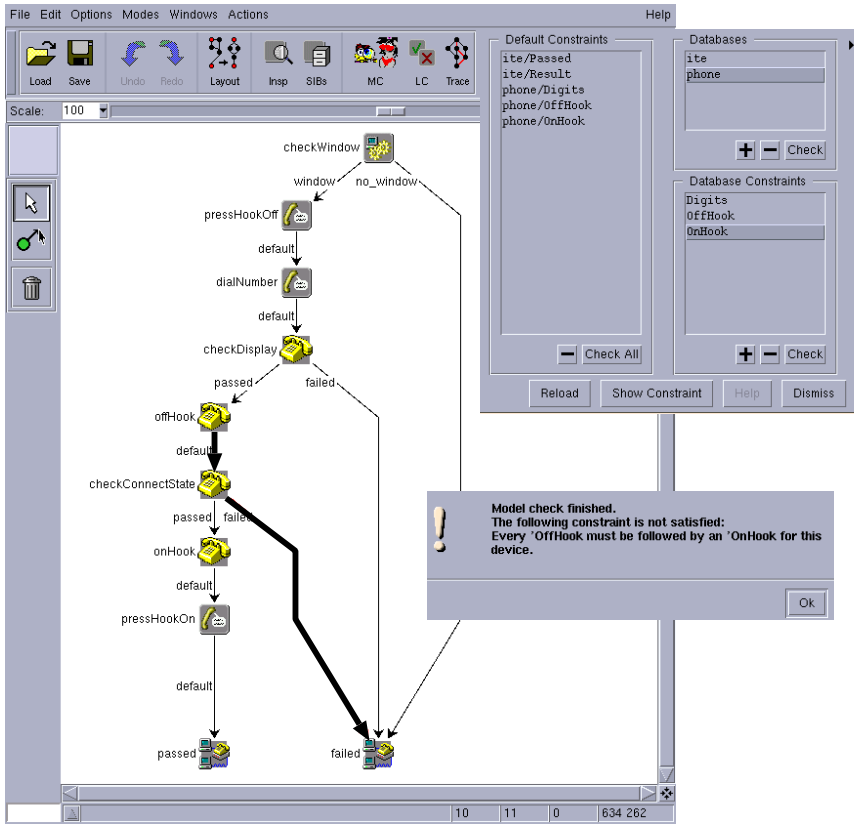 File Edit Options Modes Windows Actions Help
Load Save Undo Redo Layout Insp SIBs MC LC Trace
Scale: 100
checkWindow
window no_window
pressHookOff
default
dialNumber
default
checkDisplay
passed failed
offHook
default
checkConnectState
passed failed
onHook
default
pressHookOn
default
passed failed
Default Constraints
ite/Passed
ite/Result
phone/Digits
phone/OffHook
phone/OnHook
Check All
Databases
ite
phone
Check
Database Constraints
Digits
OffHook
OnHook
Check
Reload Show Constraint Help Dismiss
Model check finished.
The following constraint is not satisfied:
Every 'OffHook must be followed by an 'OnHook for this
device.
Ok
10 11 0 634 262